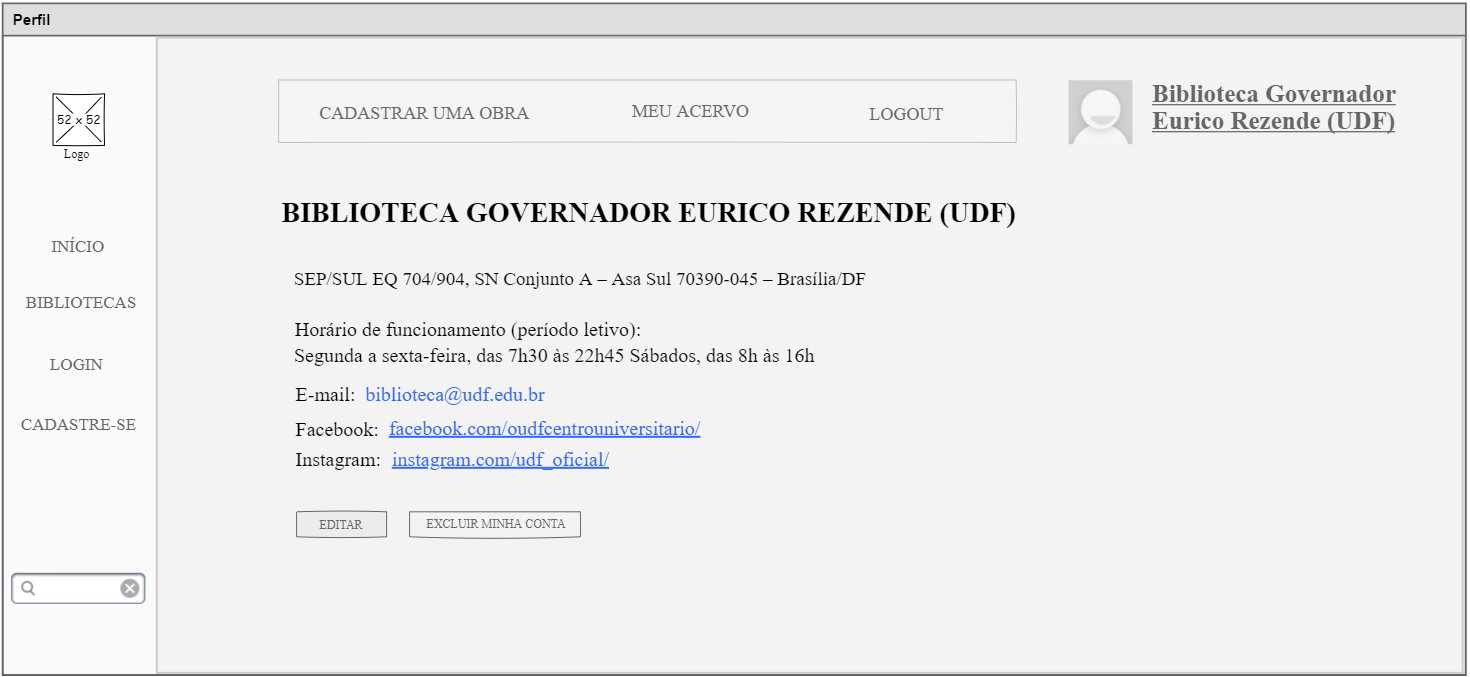 Perfil
52 x 52
Logo
INÍCIO
BIBLIOTECAS
LOGIN
CADASTRE-SE
CADASTRAR UMA OBRA
MEU ACERVO
LOGOUT
Biblioteca Governador
Eurico Rezende (UDF)
BIBLIOTECA GOVERNADOR EURICO REZENDE (UDF)
SEP/SUL EQ 704/904, SN Conjunto A – Asa Sul 70390-045 – Brasília/DF
Horário de funcionamento (período letivo):
Segunda a sexta-feira, das 7h30 às 22h45 Sábados, das 8h às 16h
E-mail: biblioteca@udf.edu.br
Facebook: facebook.com/oudfcentrouniversitario/
Instagram: instagram.com/udf_oficial/
EDITAR
EXCLUIR MINHA CONTA